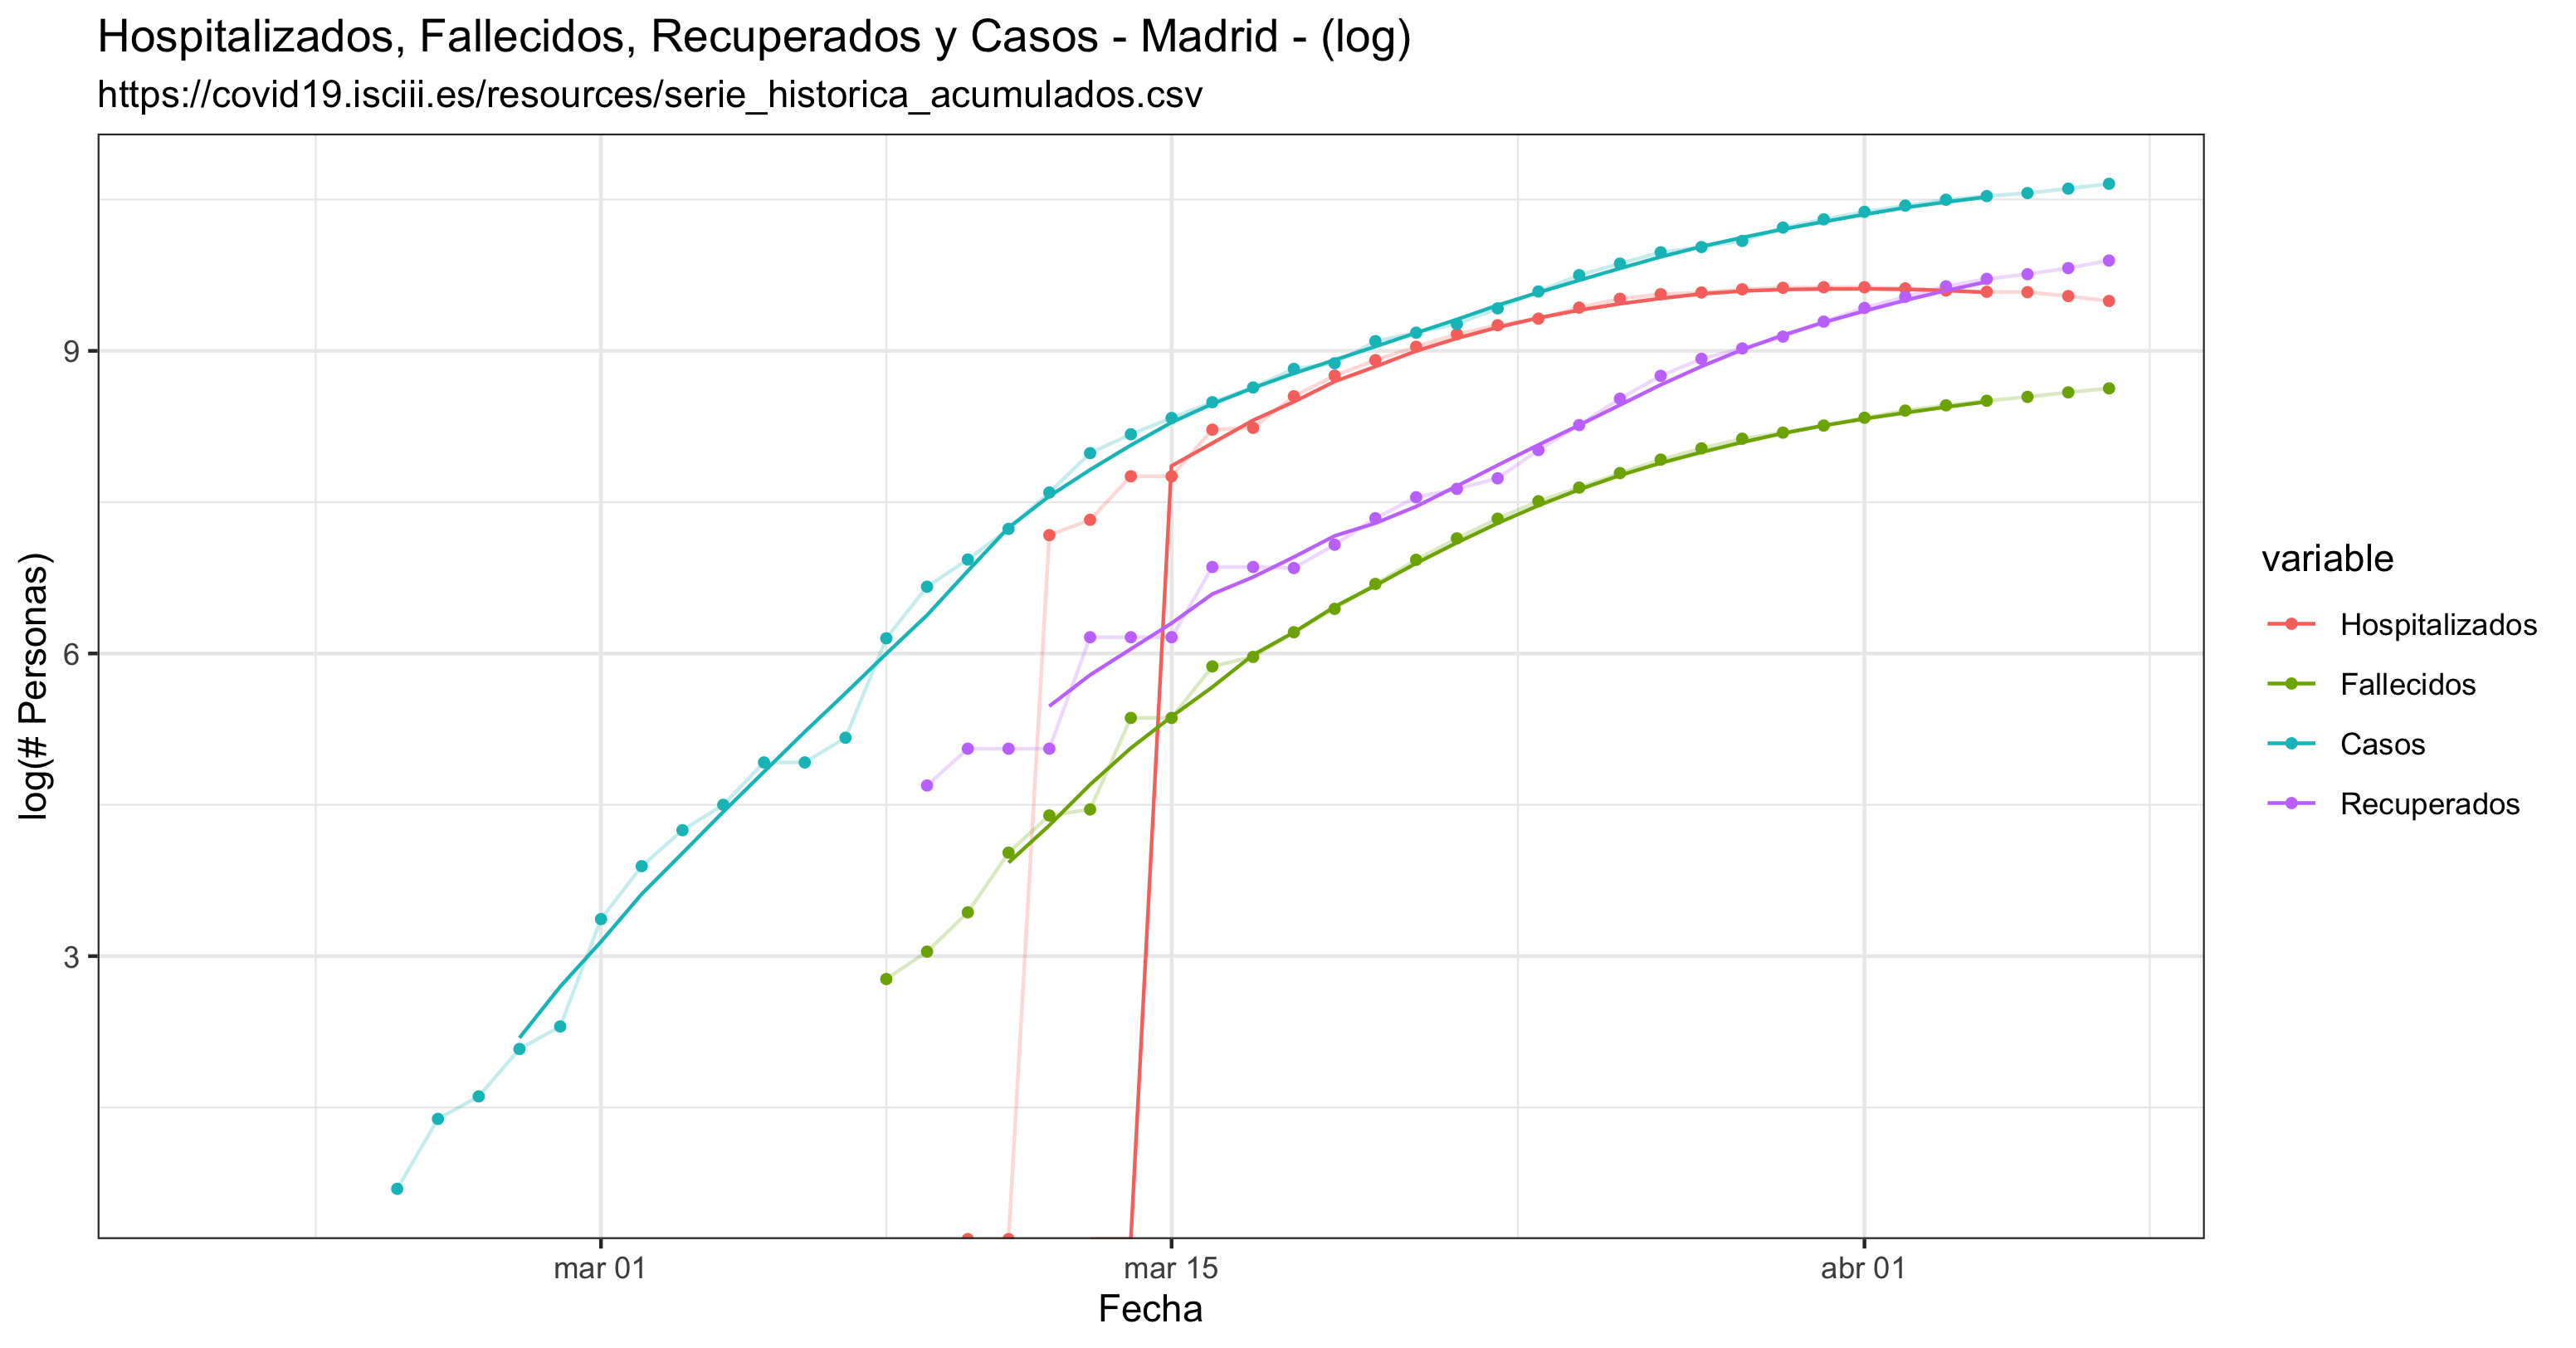 Hospitalizados, Fallecidos, Recuperados y Casos - Madrid - (log)
https://covid19.isciii.es/resources/serie_historica_acumulados.csv
log(# Personas)
9
6
3
mar 01
mar 15
abr 01
Fecha
variable
Hospitalizados
Fallecidos
Casos
Recuperados